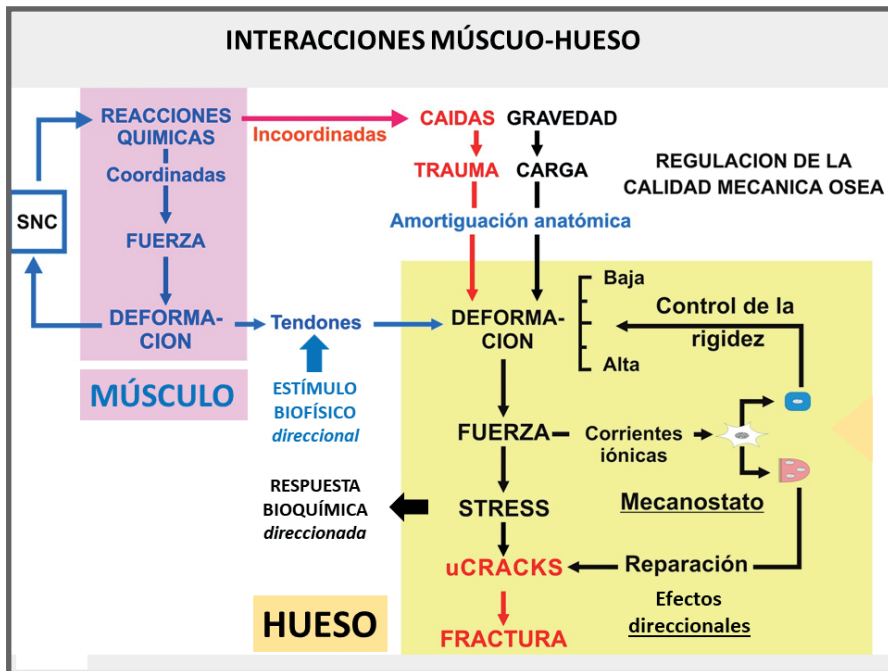 INTERACCIONES MÚSCUO-HUESO
REACCIONES
QUIMICAS
Incoordinadas
CAIDAS
GRAVEDAD
Coordinadas
TRAUMA
CARGA
REGULACION DE LA
CALIDAD MECANICA OSEA
SNC
Amortiguación anatómica
FUERZA
Baja
DEFORMA-
CION
Tendones
DEFORMA-
CION
Control de la
rigidez
Alta
MÚSCULO
ESTÍMULO
BIOFÍSICO
direccional
FUERZA
Corrientes
iónicas
RESPUESTA
BIOQUÍMICA
direccionada
STRESS
Mecanostato
uCRACKS
Reparación
Efectos
direccionales
HUESO
FRACTURA